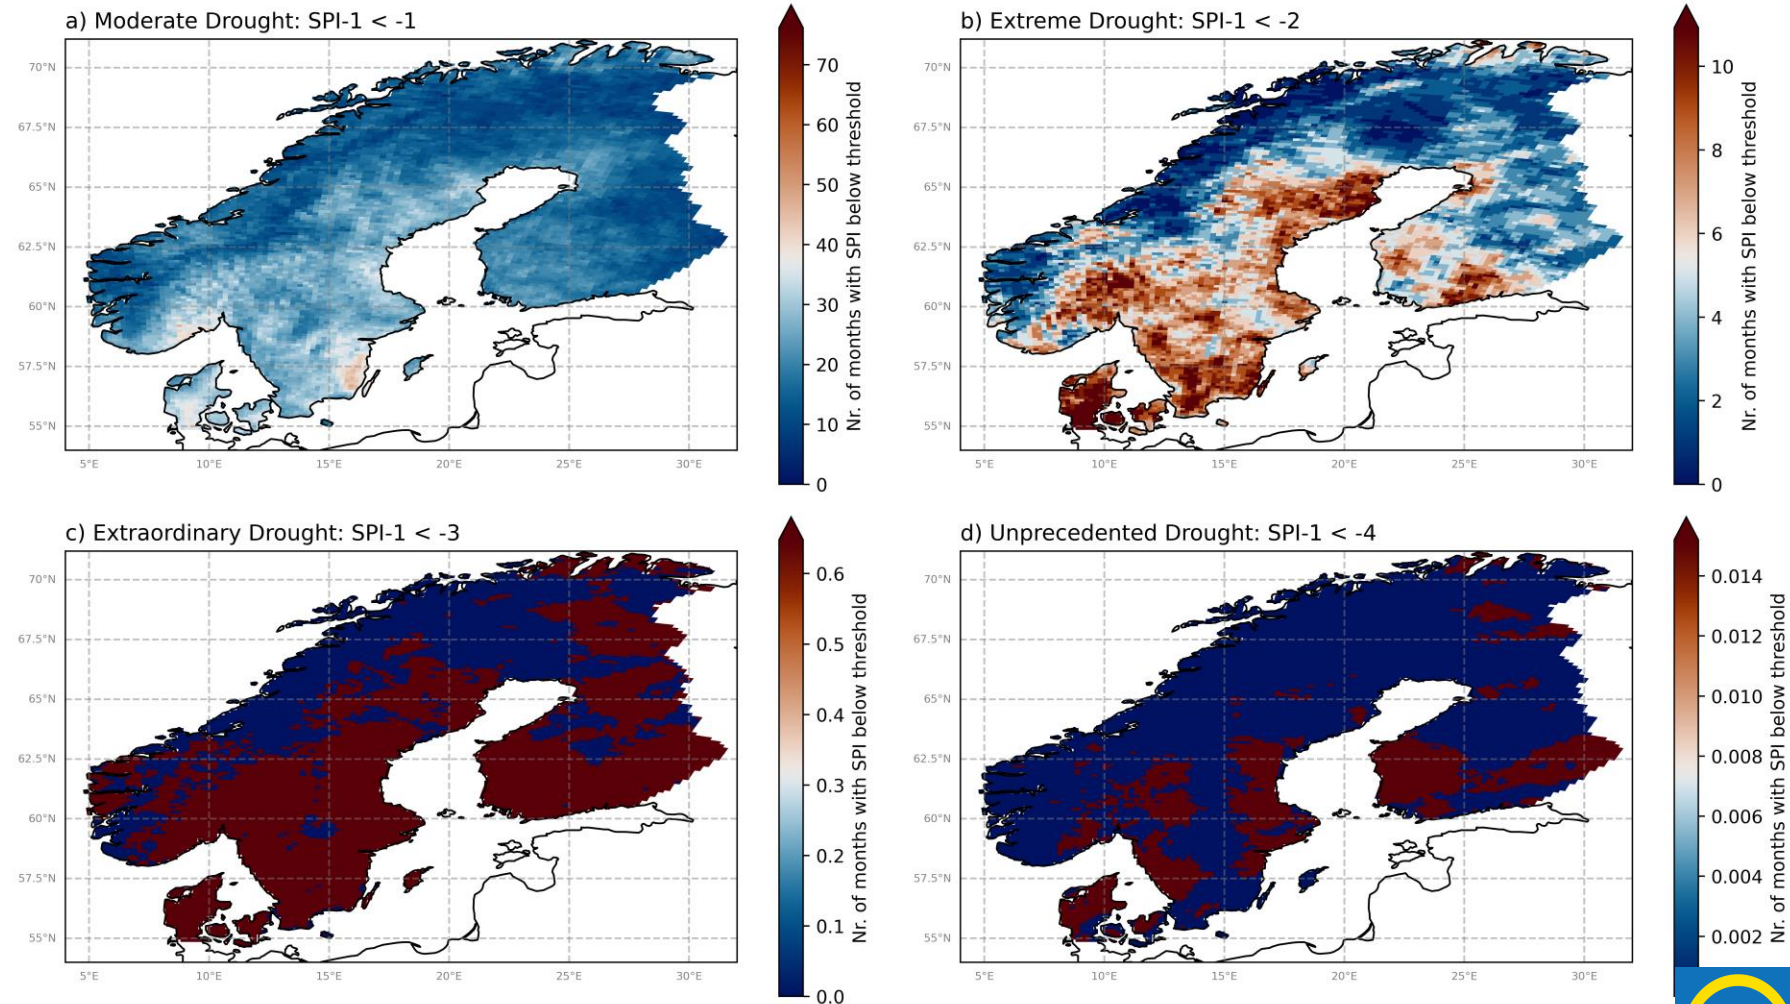 a) Moderate Drought: SPI-1 < -1
70°N
67.5°N
65°N
62.5°N
60°N
57.5°N
55°N
5°E 10°E 15°E 20°E 25°E 30°E
70
60
50
40
30
20
10
0
Nr. of months with SPI below threshold
b) Extreme Drought: SPI-1 < -2
70°N
67.5°N
65°N
62.5°N
60°N
57.5°N
55°N
5°E 10°E 15°E 20°E 25°E 30°E
10
8
6
4
2
0
Nr. of months with SPI below threshold
c) Extraordinary Drought: SPI-1 < -3
70°N
67.5°N
65°N
62.5°N
60°N
57.5°N
55°N
5°E 10°E 15°E 20°E 25°E 30°E
0.6
0.5
0.4
0.3
0.2
0.1
0.0
Nr. of months with SPI below threshold
d) Unprecedented Drought: SPI-1 < -4
70°N
67.5°N
65°N
62.5°N
60°N
57.5°N
55°N
5°E 10°E 15°E 20°E 25°E 30°E
0.014
0.012
0.010
0.008
0.006
0.004
0.002
Nr. of months with SPI below threshold